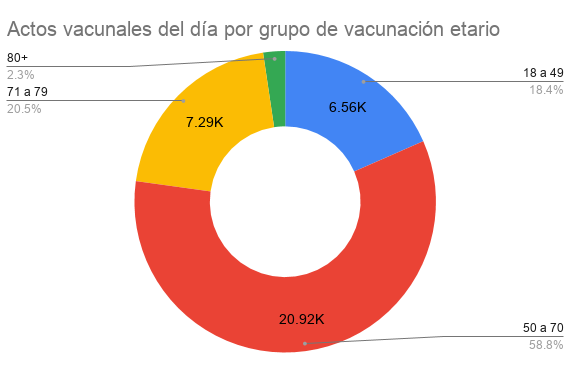 Actos vacunales del día por grupo de vacunación etario
80+
2.3%
71 a 79
20.5%
18 a 49
18.4%
7.29K
6.56K
20.92K
50 a 70
58.8%